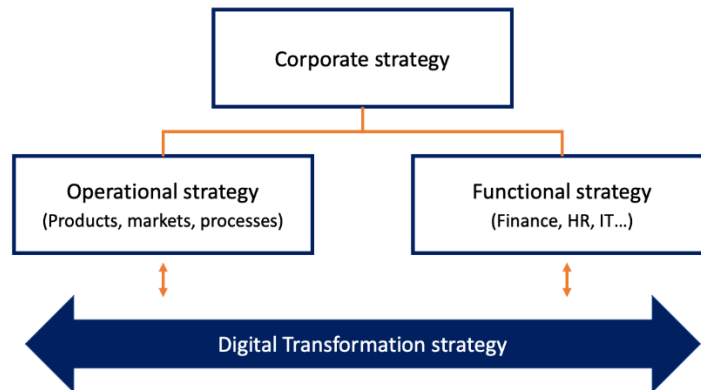 Corporate strategy
Operational strategy
(Products, markets, processes)
Functional strategy
(Finance, HR, IT...)
Digital Transformation strategy